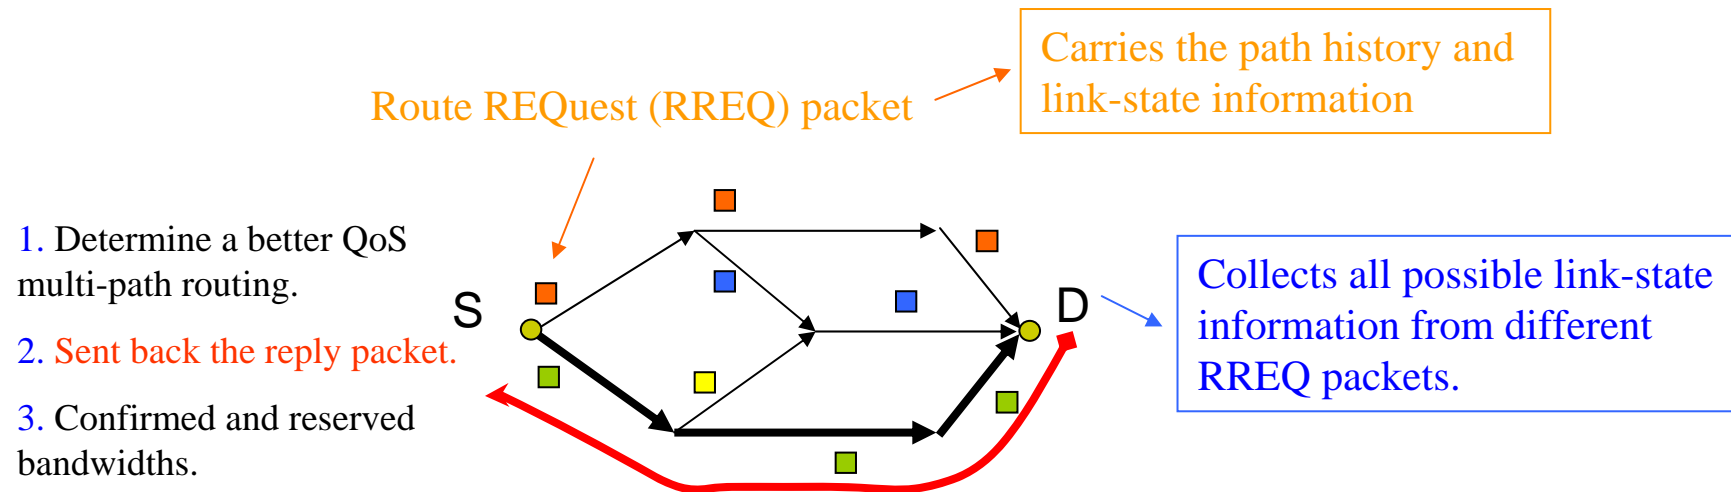 Carries the path history and
link-state information
Route REQuest (RREQ) packet
1. Determine a better QoS
multi-path routing.
2. Sent back the reply packet.
3. Confirmed and reserved
bandwidths.
S
D
Collects all possible link-state
information from different
RREQ packets.